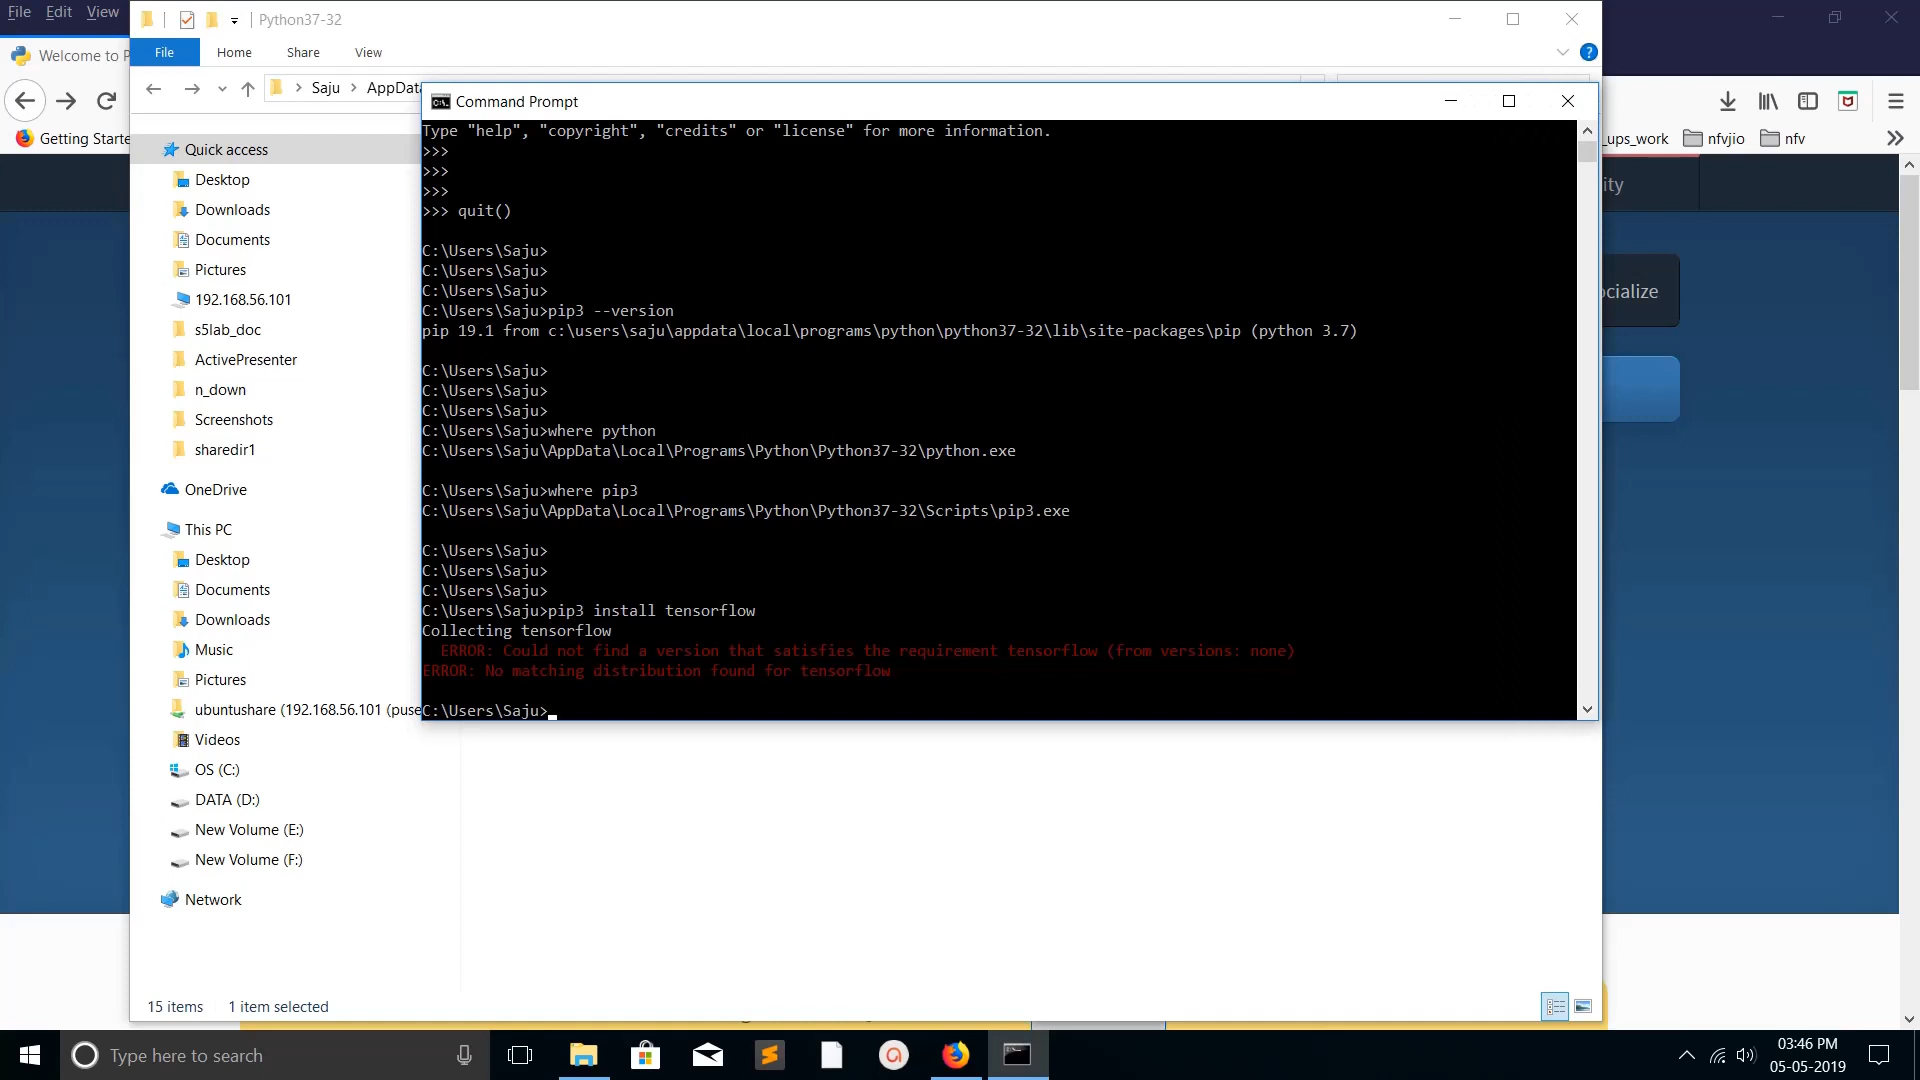 File Edit View
Python37-32
Welcome to P
File Home Share View
Saju > AppData
Getting Starte
_ups_work nfvjio nfv
Command Prompt
Type "help", "copyright", "credits" or "license" for more information.
>>>
>>>
>>>
>>> quit()
C:\Users\Saju>
C:\Users\Saju>
C:\Users\Saju>
C:\Users\Saju>pip3 --version
pip 19.1 from c:\users\saju\appdata\local\programs\python\python37-32\lib\site-packages\pip (python 3.7)
C:\Users\Saju>
C:\Users\Saju>
C:\Users\Saju>
C:\Users\Saju>where python
C:\Users\Saju\AppData\Local\Programs\Python\Python37-32\python.exe
C:\Users\Saju>where pip3
C:\Users\Saju\AppData\Local\Programs\Python\Python37-32\Scripts\pip3.exe
C:\Users\Saju>
C:\Users\Saju>
C:\Users\Saju>
C:\Users\Saju>pip3 install tensorflow
Collecting tensorflow
ERROR: Could not find a version that satisfies the requirement tensorflow (from versions: none)
ERROR: No matching distribution found for tensorflow
C:\Users\Saju>
Quick access
Desktop
Downloads
Documents
Pictures
192.168.56.101
s5lab_doc
ActivePresenter
n_down
Screenshots
sharedir1
OneDrive
This PC
Desktop
Documents
Downloads
Music
Pictures
ubuntushare (192.168.56.101 (puse
Videos
OS (C:)
DATA (D:)
New Volume (E:)
New Volume (F:)
Network
ity
ocialize
15 items 1 item selected
Type here to search
03:46 PM
05-05-2019